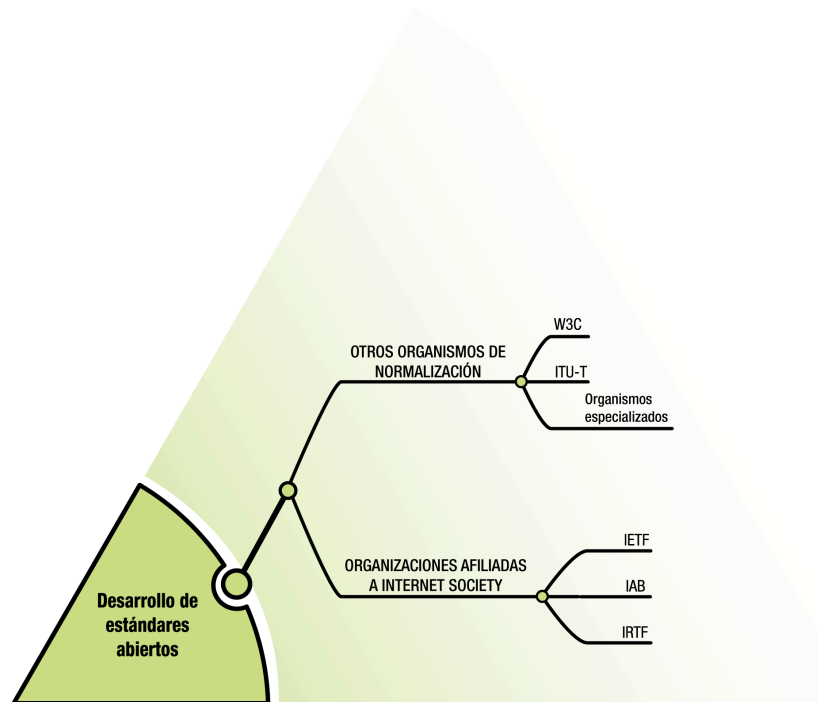 W3C
OTROS ORGANISMOS DE
NORMALIZACIÓN
ITU-T
Organismos
especializados
IETF
ORGANIZACIONES AFILIADAS
A INTERNET SOCIETY
IAB
IRTF
Desarrollo de
estándares
abiertos